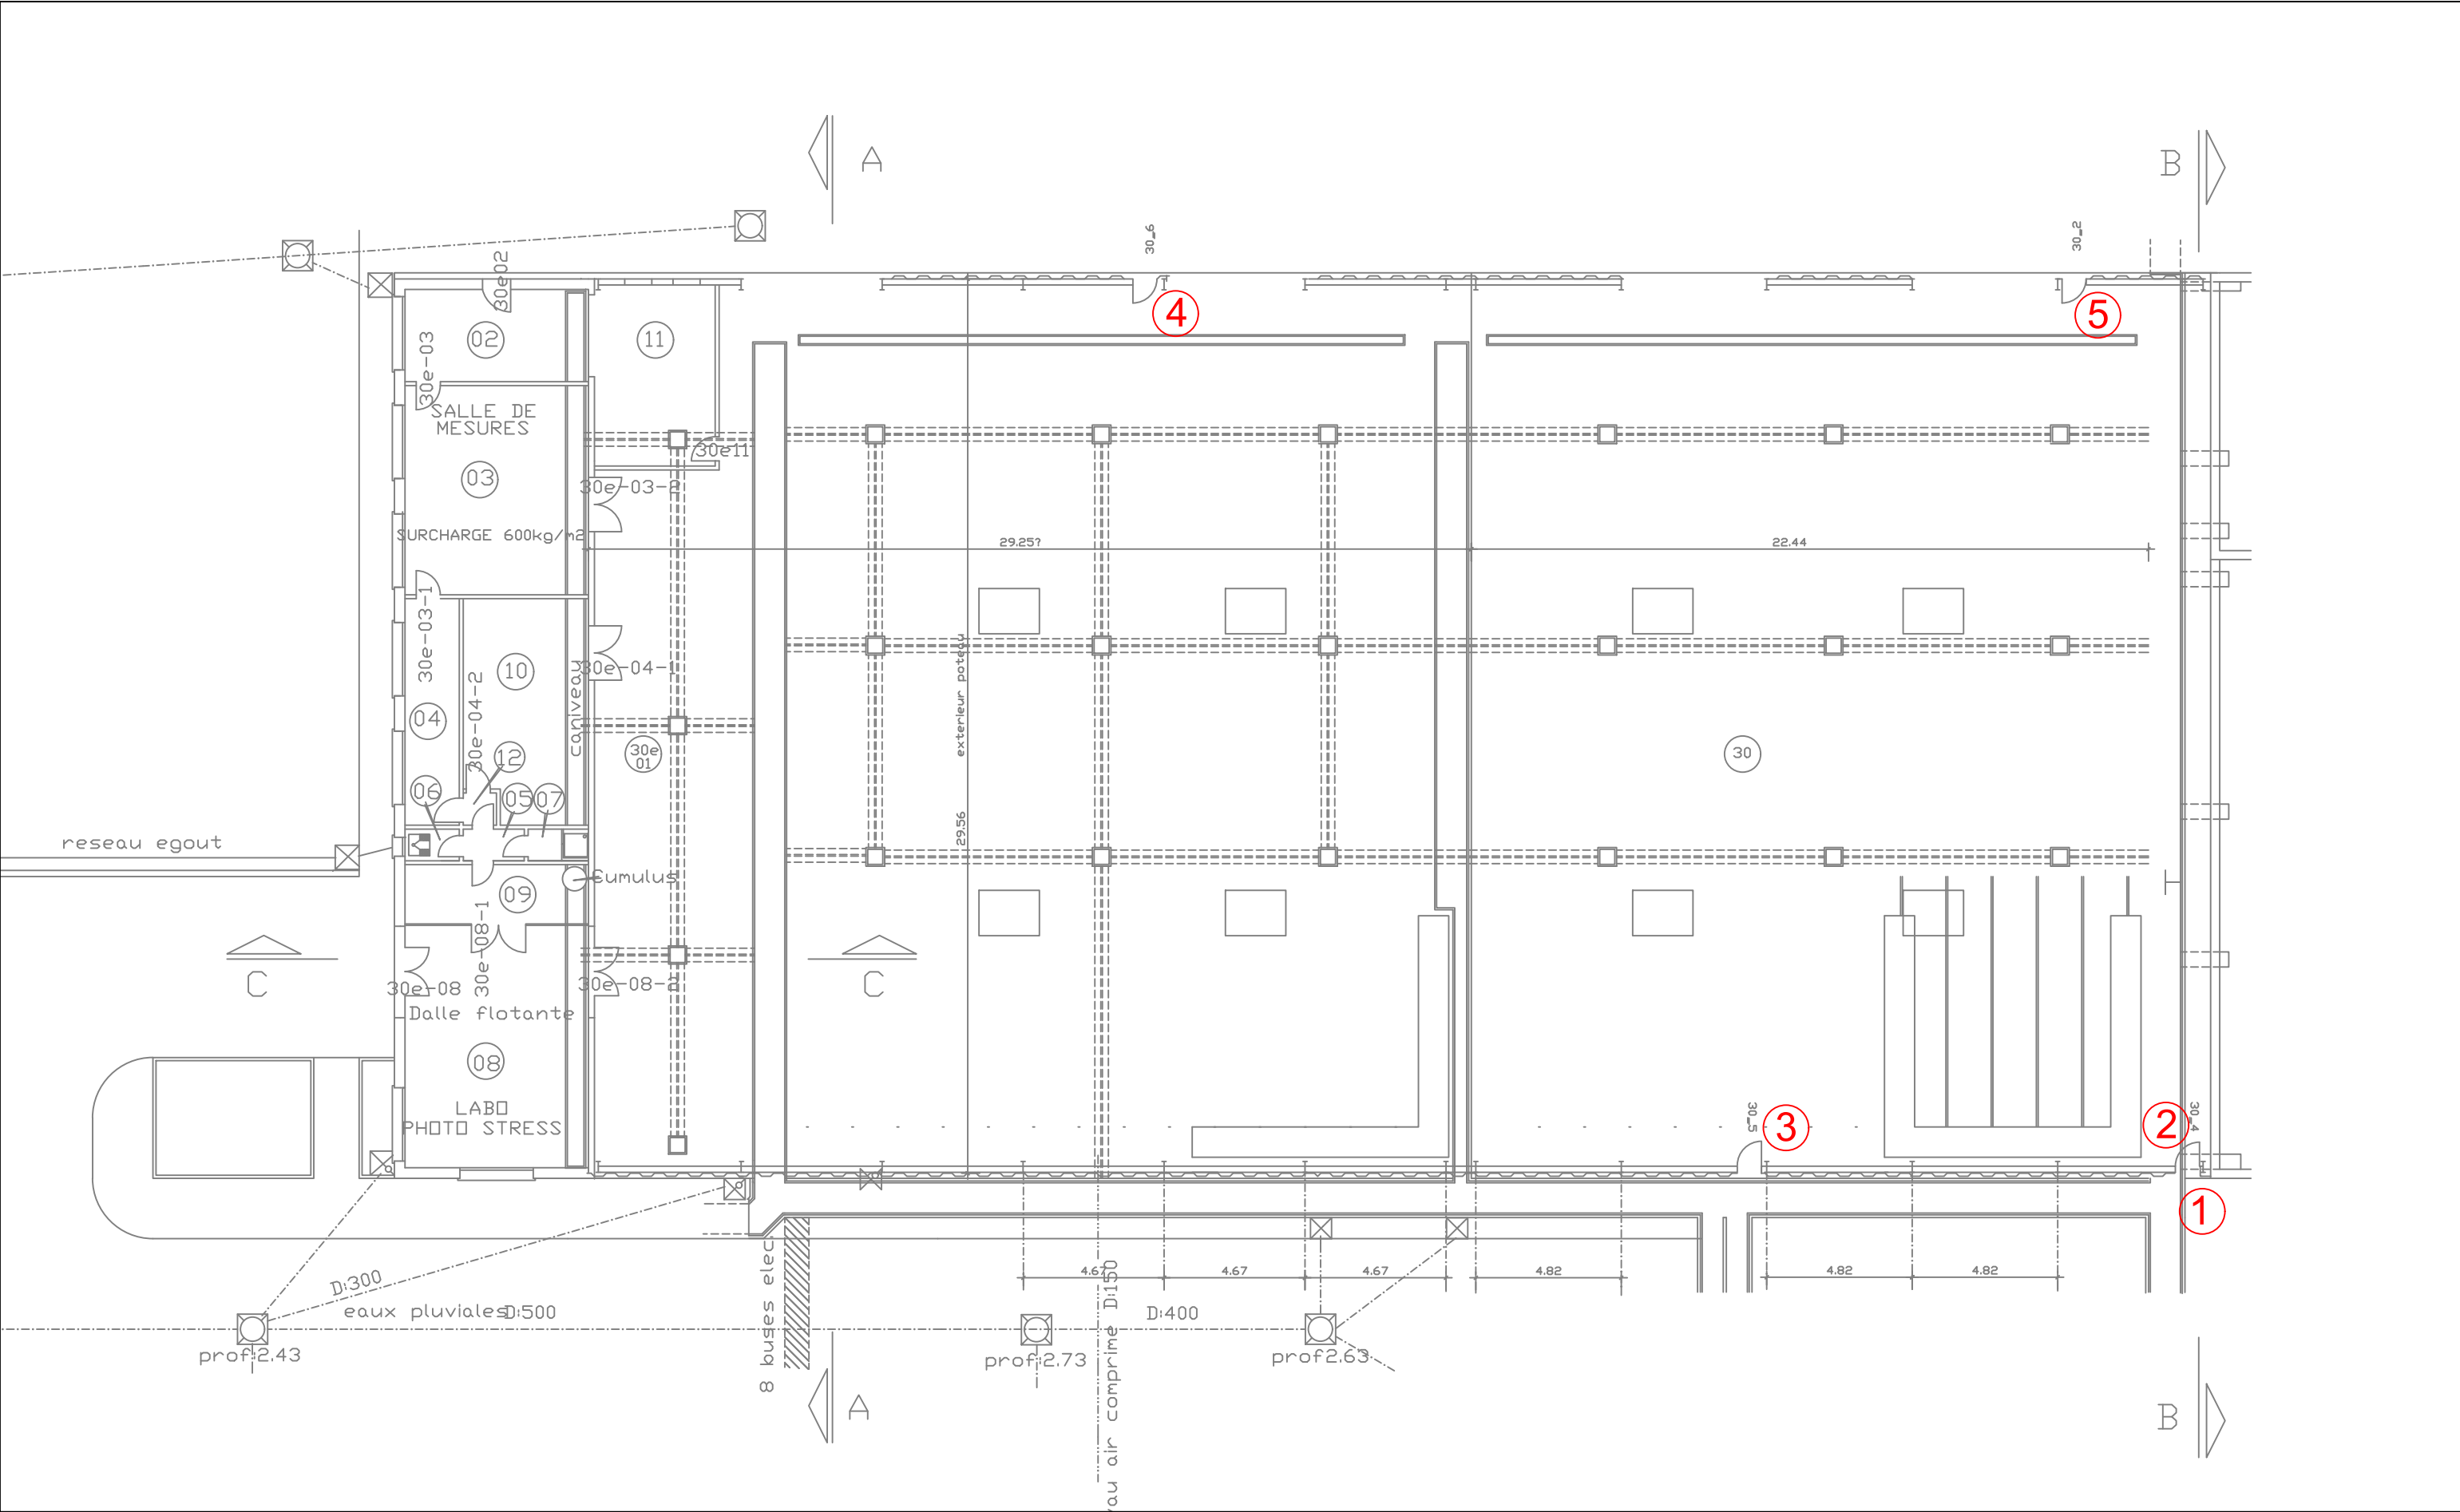 A
B
30_6
30_2
30e02
4
5
02
11
30e-03
SALLE DE
MESURES
30e11
03
30e-03-2
SURCHARGE 600kg/m2
29.25?
22.44
30e-03-1
30e-04-1
10
exterieur poteau
caniveau
30e-04-2
04
12
30e
01
30
06
05
07
29.56
reseau egout
Cumulus
09
30e-08-1
C
C
30e-08
30e-08-2
Dalle flotante
08
LABO
PHOTO STRESS
30_5
3
2
30_4
1
8 buses elec.
D:300
4.67
4.67
4.67
4.82
4.82
4.82
eaux pluviales
D:500
D:150
D:400
prof:2.43
prof:2.73
prof2.63
au air comprime
A
B